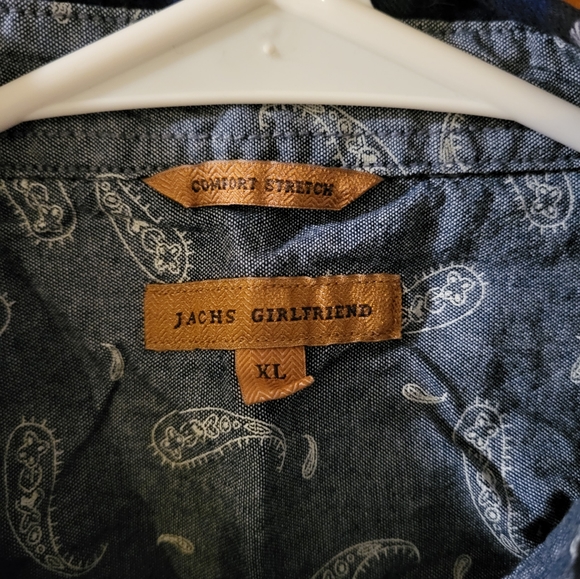 COMFORT STRETCH
JACHS GIRLFRIEND
XL